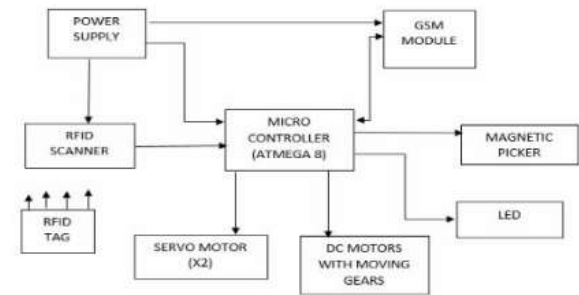 POWER
SUPPLY
GSM
MODULE
MICRO
CONTROLLER
(ATMEGA 8)
RFID
SCANNER
MAGNETIC
PICKER
RFID
TAG
LED
SERVO MOTOR
(X2)
DC MOTORS
WITH MOVING
GEARS